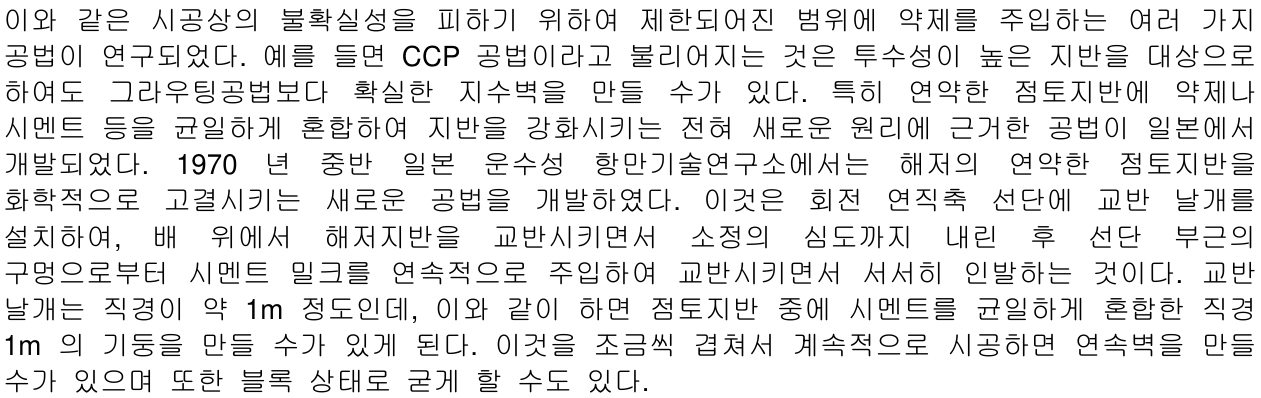 이와 같은 시공상의 불확실성을 피하기 위하여 제한되어진 범위에 약제를 주입하는 여러 가지
공법이 연구되었다. 예를 들면 CCP 공법이라고 불리어지는 것은 투수성이 높은 지반을 대상으로
하여도 그라우팅공법보다 확실한 지수벽을 만들 수가 있다. 특히 연약한 점토지반에 약제나
시멘트 등을 균일하게 혼합하여 지반을 강화시키는 전혀 새로운 원리에 근거한 공법이 일본에서
개발되었다. 1970 년 중반 일본 운수성 항만기술연구소에서는 해저의 연약한 점토지반을
화학적으로 고결시키는 새로운 공법을 개발하였다. 이것은 회전 연직축 선단에 교반 날개를
설치하여, 배 위에서 해저지반을 교반시키면서 소정의 심도까지 내린 후 선단 부근의
구멍으로부터 시멘트 밀크를 연속적으로 주입하여 교반시키면서 서서히 인발하는 것이다. 교반
날개는 직경이 약 1m 정도인데, 이와 같이 하면 점토지반 중에 시멘트를 균일하게 혼합한 직경
1m 의 기둥을 만들 수가 있게 된다. 이것을 조금씩 겹쳐서 계속적으로 시공하면 연속벽을 만들
수가 있으며 또한 블록 상태로 굳게 할 수도 있다.